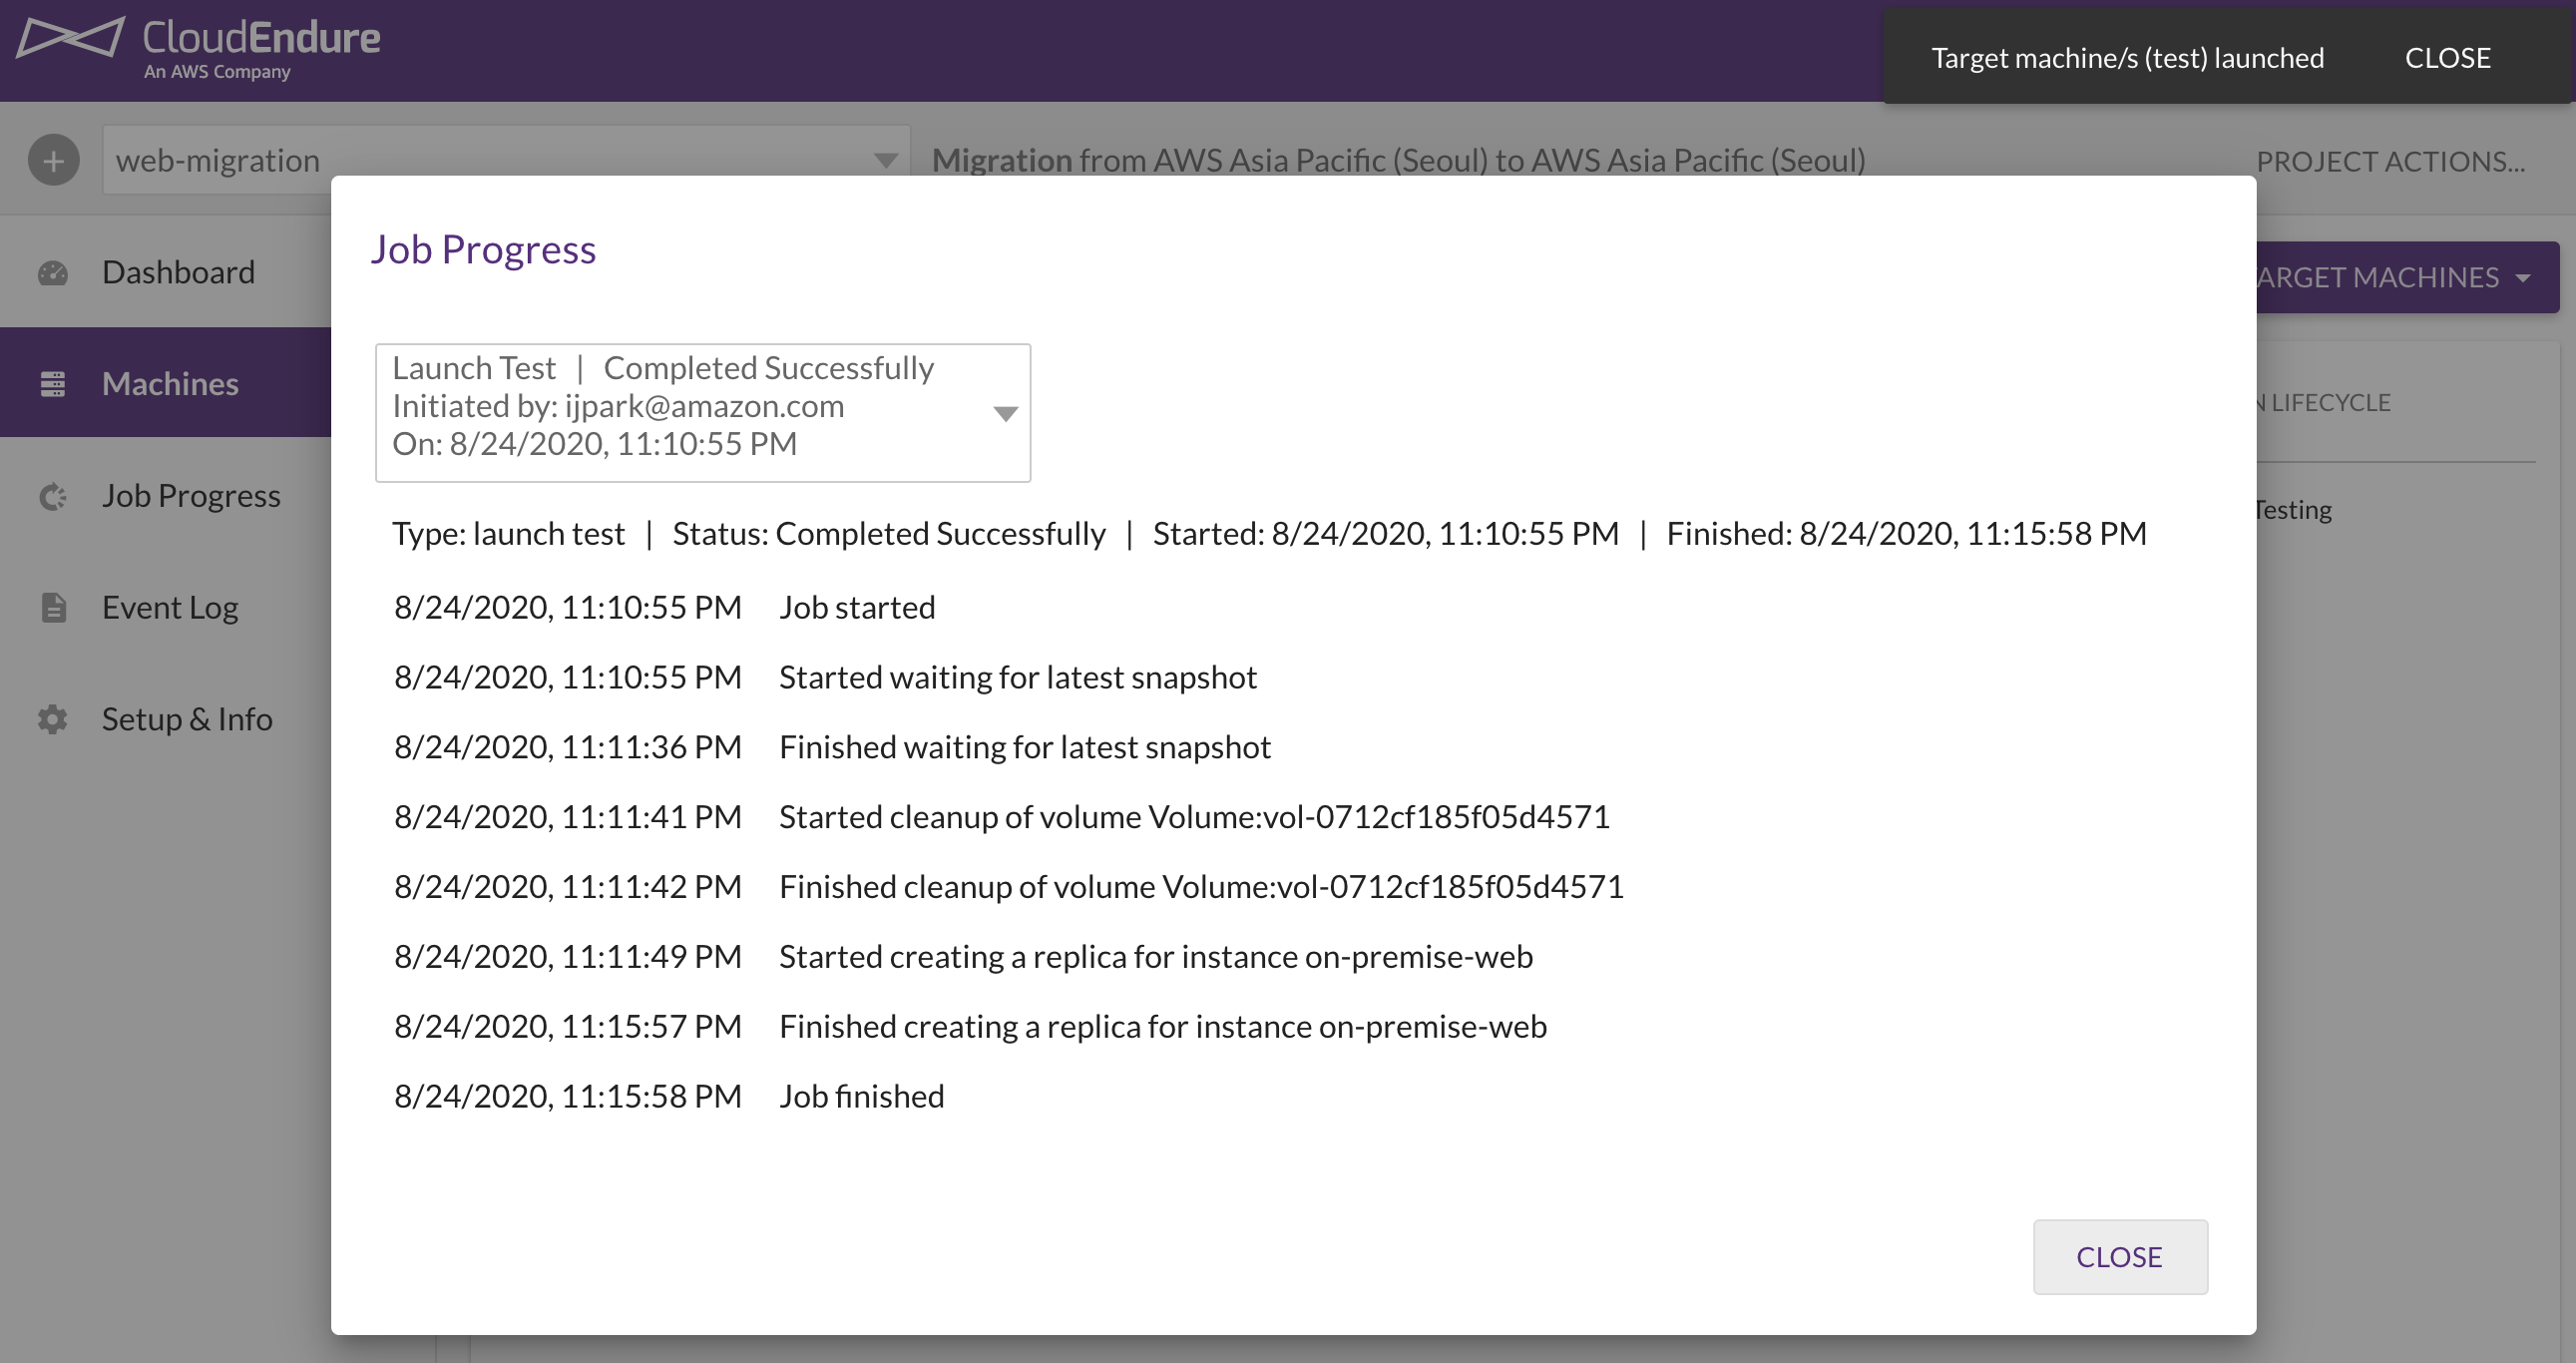 CloudEndure
An AWS Company
Target machine/s (test) launched CLOSE
web-migration
Migration from AWS Asia Pacific (Seoul) to AWS Asia Pacific (Seoul)
PROJECT ACTIONS...
Dashboard
Machines
Job Progress
Event Log
Setup & Info
ARGET MACHINES
N LIFECYCLE
Testing
Job Progress
Launch Test | Completed Successfully
Initiated by: ijpark@amazon.com
On: 8/24/2020, 11:10:55 PM
Type: launch test | Status: Completed Successfully | Started: 8/24/2020, 11:10:55 PM | Finished: 8/24/2020, 11:15:58 PM
8/24/2020, 11:10:55 PM Job started
8/24/2020, 11:10:55 PM Started waiting for latest snapshot
8/24/2020, 11:11:36 PM Finished waiting for latest snapshot
8/24/2020, 11:11:41 PM Started cleanup of volume Volume:vol-0712cf185f05d4571
8/24/2020, 11:11:42 PM Finished cleanup of volume Volume:vol-0712cf185f05d4571
8/24/2020, 11:11:49 PM Started creating a replica for instance on-premise-web
8/24/2020, 11:15:57 PM Finished creating a replica for instance on-premise-web
8/24/2020, 11:15:58 PM Job finished
CLOSE